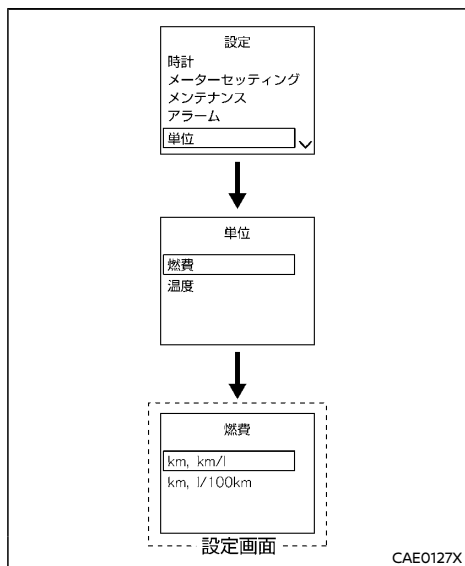 設定
時計
メーターセッティング
メンテナンス
アラーム
単位
単位
燃費
温度
燃費
km, km/l
km, l/100km
設定画面
CAE0127X